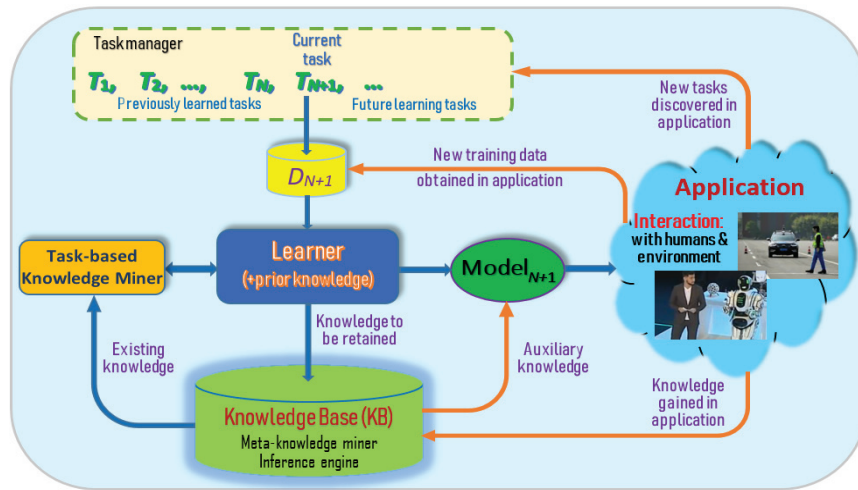 Task manager
Current
task
T1, T2, ..., TN, TN+1, ...
Previously learned tasks
Future learning tasks
New tasks
discovered in
application
DN+1
New training data
obtained in application
Application
Interaction:
with humans &
environment
Task-based
Knowledge Miner
Learner
(+prior knowledge)
ModelN+1
Existing
knowledge
Knowledge to
be retained
Auxiliary
knowledge
Knowledge
gained in
application
Knowledge Base (KB)
Meta-knowledge miner
Inference engine